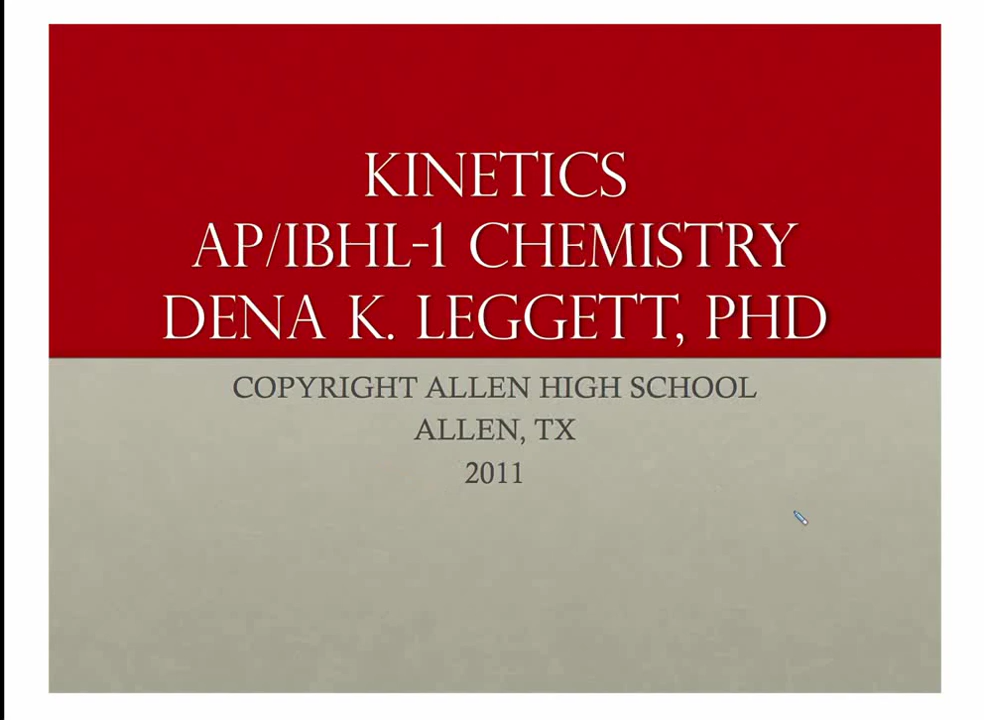 KINETICS
AP/IBHL-1 CHEMISTRY
DENA K. LEGGETT, PHD
COPYRIGHT ALLEN HIGH SCHOOL
ALLEN, TX
2011